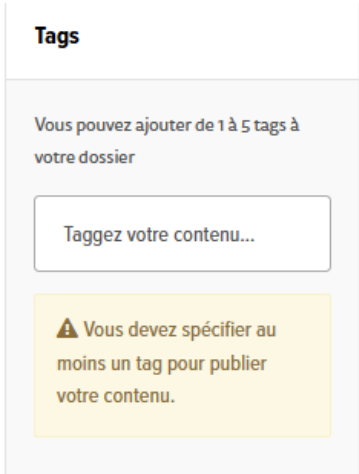 Tags
Vous pouvez ajouter de 1 à 5 tags à
votre dossier
Taggez votre contenu...
Vous devez spécifier au
moins un tag pour publier
votre contenu.